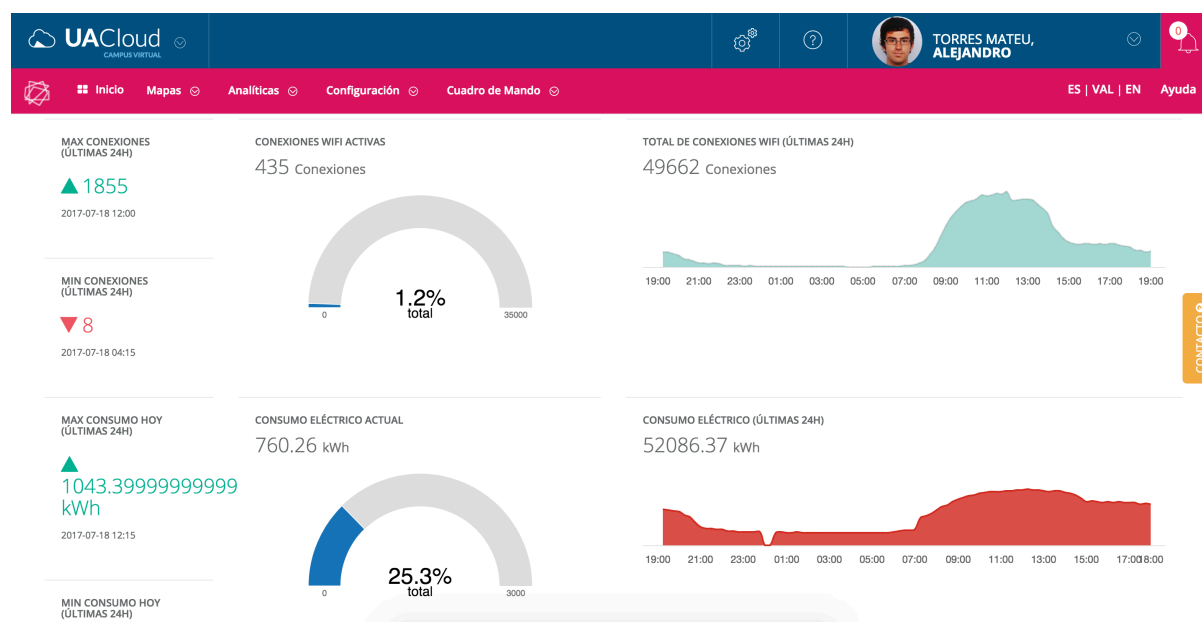 UACloud
CAMPUS VIRTUAL
TORRES MATEU,
ALEJANDRO
0
Inicio Mapas Analíticas Configuración Cuadro de Mando ES | VAL | EN Ayuda
MAX CONEXIONES
(ÚLTIMAS 24H)
1855
2017-07-18 12:00
CONEXIONES WIFI ACTIVAS
435 Conexiones
1.2%
total
0 35000
TOTAL DE CONEXIONES WIFI (ÚLTIMAS 24H)
49662 Conexiones
19:00 21:00 23:00 01:00 03:00 05:00 07:00 09:00 11:00 13:00 15:00 17:00 19:00
MIN CONEXIONES
(ÚLTIMAS 24H)
8
2017-07-18 04:15
CONTACTO
MAX CONSUMO HOY
(ÚLTIMAS 24H)
1043.39999999999
kWh
2017-07-18 12:15
CONSUMO ELÉCTRICO ACTUAL
760.26 kWh
25.3%
total
0 3000
CONSUMO ELÉCTRICO (ÚLTIMAS 24H)
52086.37 kWh
19:00 21:00 23:00 01:00 03:00 05:00 07:00 09:00 11:00 13:00 15:00 17:00 18:00
MIN CONSUMO HOY
(ÚLTIMAS 24H)